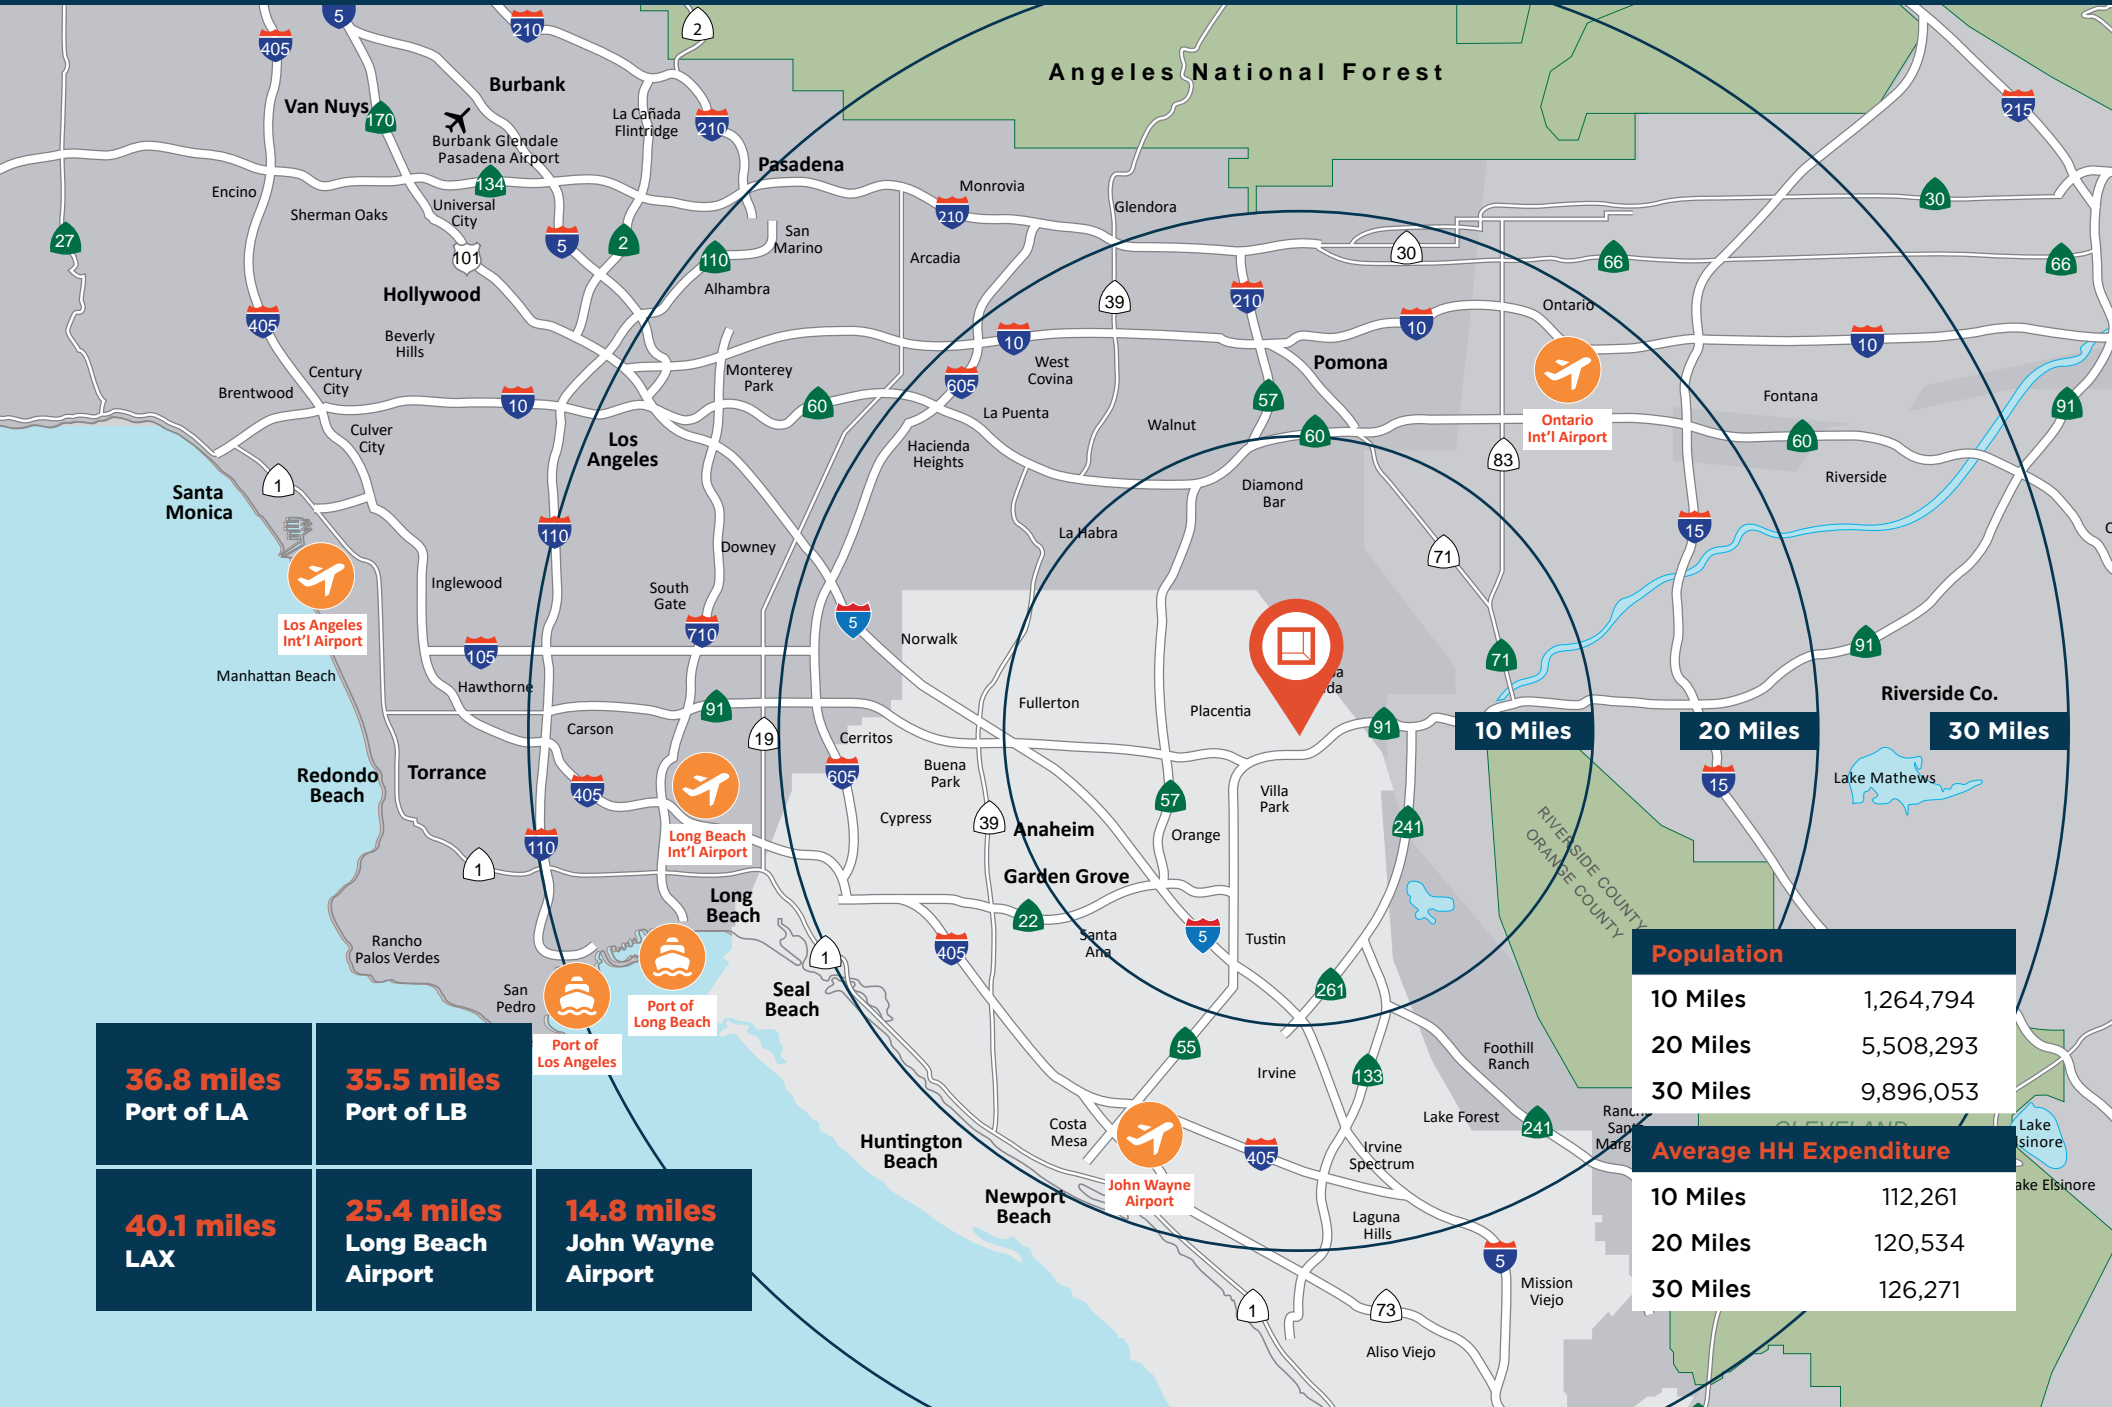 5
210
2
405
Angeles National Forest
Burbank
Van Nuys
170
La Cañada
Flintridge
210
215
Burbank Glendale
Pasadena Airport
Pasadena
134
Encino
Sherman Oaks
Universal
City
Monrovia
210
Glendora
30
27
101
5
2
110
San
Marino
Arcadia
30
66
66
Hollywood
Alhambra
39
210
Ontario
405
Beverly
Hills
10
10
10
Century
City
Brentwood
Monterey
Park
605
West
Covina
Pomona
Fontana
10
60
La Puenta
57
91
Culver
City
Los
Angeles
Walnut
60
Ontario
Int'l Airport
60
Hacienda
Heights
83
Riverside
Santa
Monica
1
Diamond
Bar
110
Downey
La Habra
71
15
Inglewood
South
Gate
Los Angeles
Int'l Airport
5
Norwalk
710
105
71
91
Manhattan Beach
Hawthorne
91
Fullerton
Placentia
Riverside Co.
Carson
19
Cerritos
91
10 Miles
20 Miles
30 Miles
Redondo
Beach
Torrance
605
Buena
Park
15
Lake Mathews
405
57
Villa
Park
Cypress
39
Anaheim
Orange
241
RIVERSIDE COUNTY
ORANGE COUNTY
110
Long Beach
Int'l Airport
1
Garden Grove
Long
Beach
22
Santa
Ana
5
Tustin
Rancho
Palos Verdes
1
405
San
Pedro
Seal
Beach
261
Port of
Long Beach
Port of
Los Angeles
55
Irvine
133
Foothill
Ranch
Population
10 Miles 1,264,794
20 Miles 5,508,293
30 Miles 9,896,053
36.8 miles
Port of LA
35.5 miles
Port of LB
Costa
Mesa
Lake Forest
241
CLEVELAND
Lake
Huntington
Beach
405
Irvine
Spectrum
Average HH Expenditure
10 Miles 112,261
20 Miles 120,534
30 Miles 126,271
Elsinore
John Wayne
Airport
Newport
Beach
40.1 miles
LAX
25.4 miles
Long Beach
Airport
14.8 miles
John Wayne
Airport
Laguna
Hills
5
Mission
Viejo
1
73
Aliso Viejo